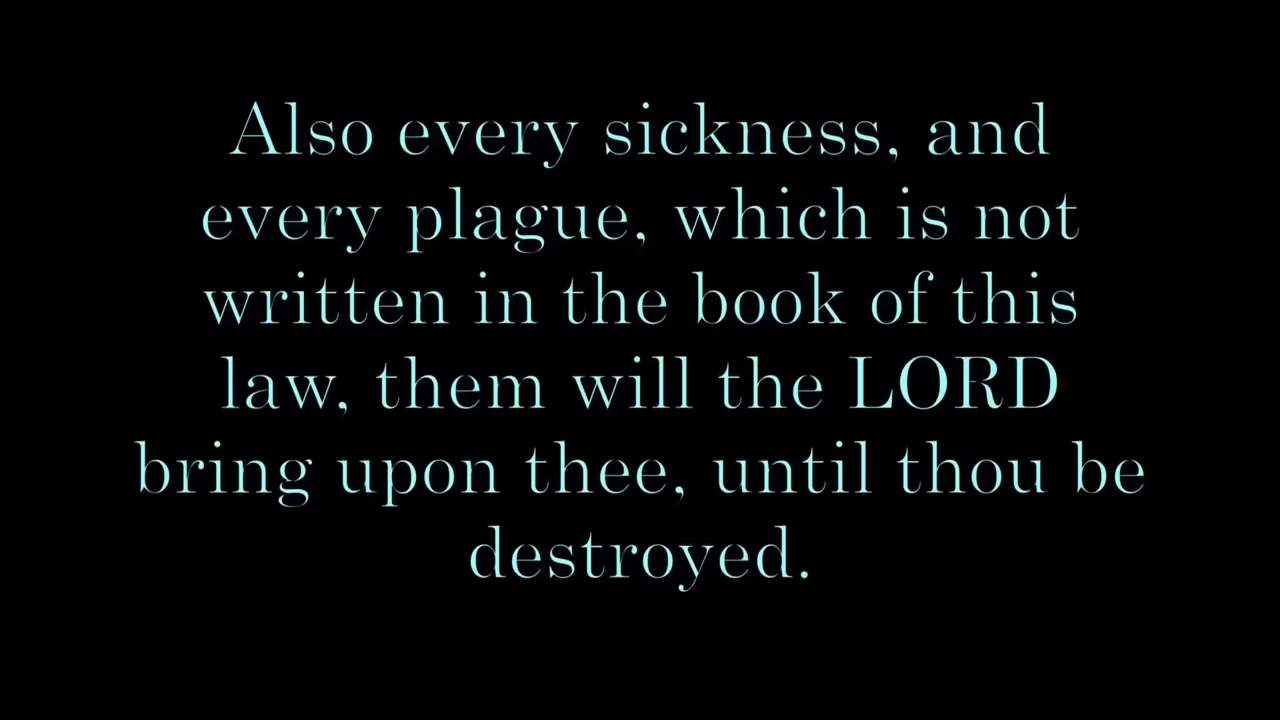 Also every sickness, and
every plague, which is not
written in the book of this
law, them will the LORD
bring upon thee, until thou be
destroyed.